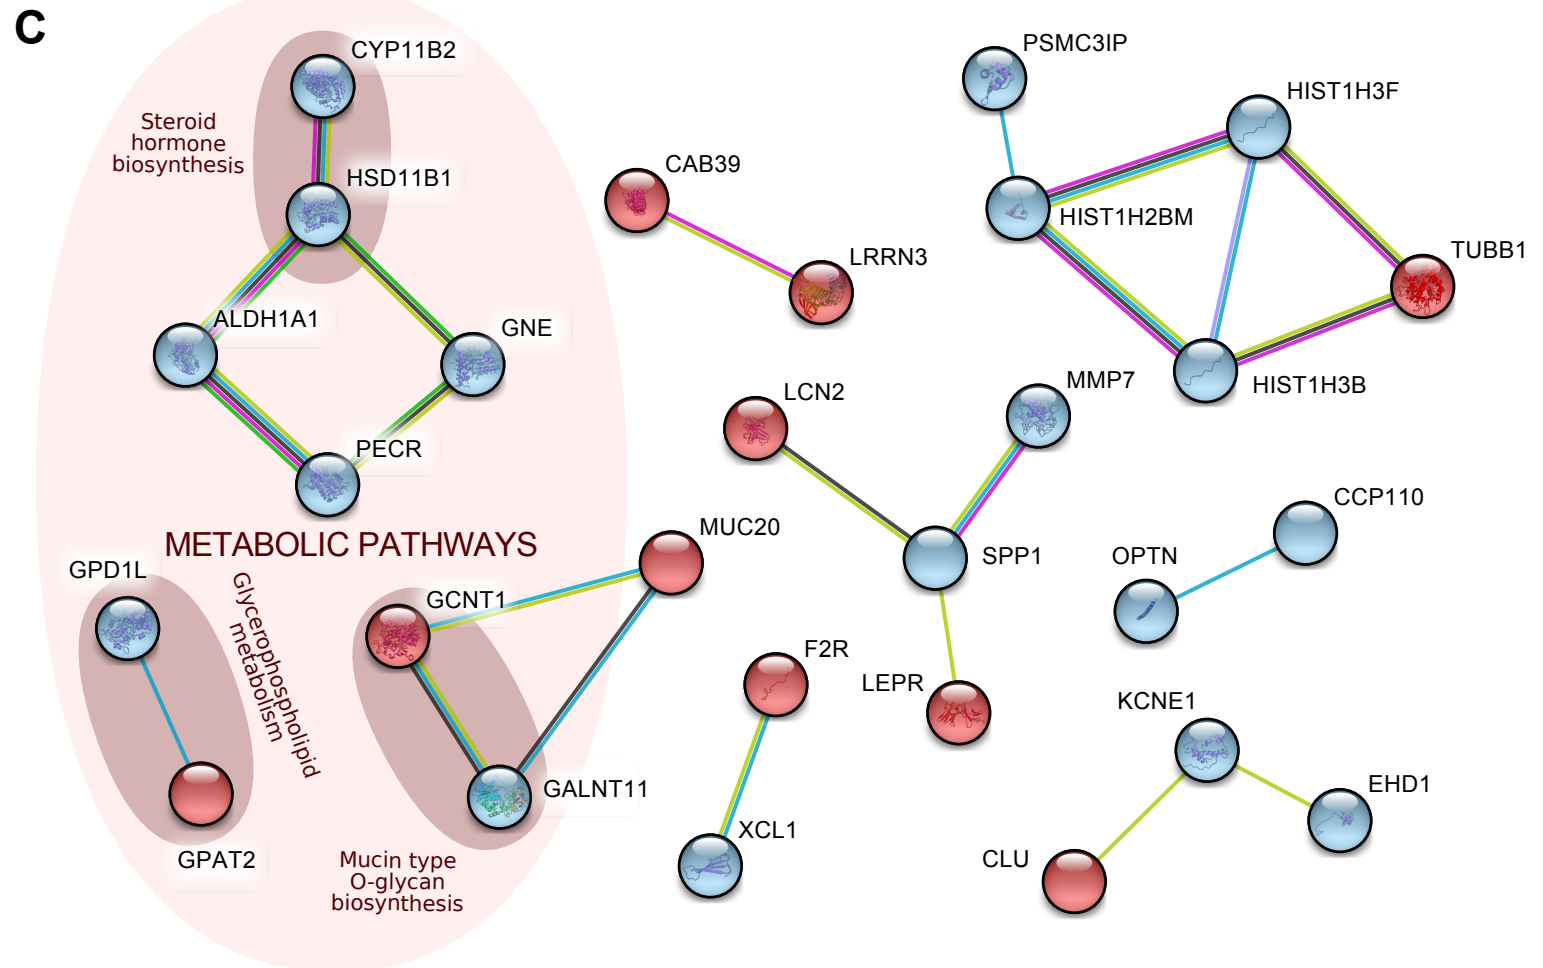 C
CYP11B2
Steroid
hormone
biosynthesis
HSD11B1
ALDH1A1
GNE
PECR
METABOLIC PATHWAYS
GPD1L
Glycerophospholipid
metabolism
GPAT2
GCNT1
MUC20
GALNT11
Mucin type
O-glycan
biosynthesis
CAB39
LRRN3
PSMC3IP
HIST1H3F
HIST1H2BM
TUBB1
HIST1H3B
LCN2
MMP7
SPP1
LEPR
CCP110
OPTN
F2R
XCL1
KCNE1
EHD1
CLU